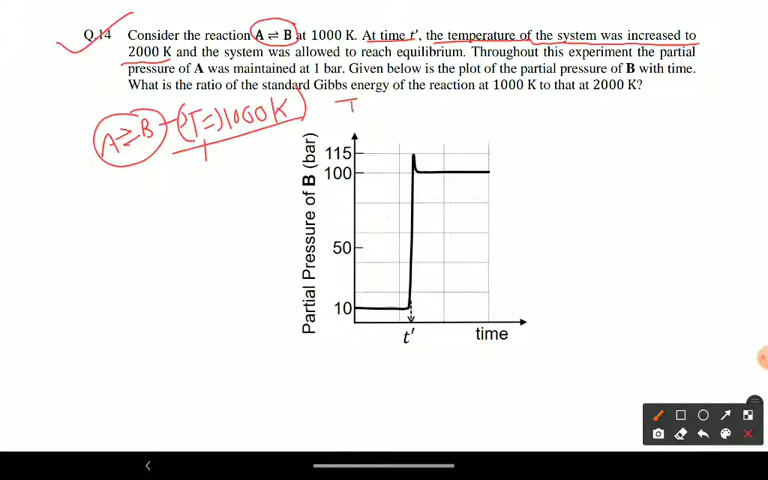 Q.14 Consider the reaction A ⇌ B at 1000 K. At time t′, the temperature of the system was increased to
2000 K and the system was allowed to reach equilibrium. Throughout this experiment the partial
pressure of A was maintained at 1 bar. Given below is the plot of the partial pressure of B with time.
What is the ratio of the standard Gibbs energy of the reaction at 1000 K to that at 2000 K?
A ⇌ B - (T=) 1000 K) T
Partial Pressure of B (bar)
115
100
50
10
t′ time